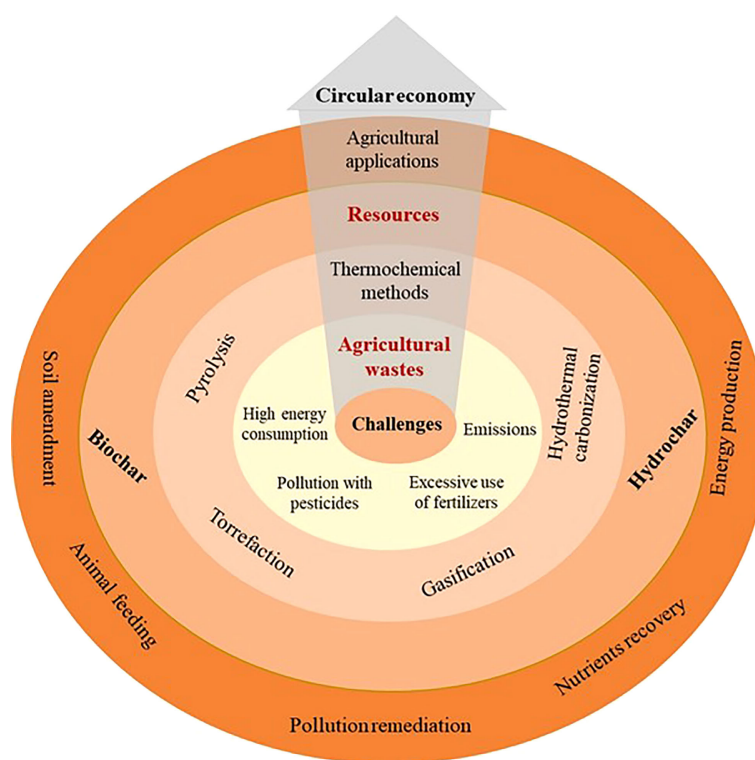 Circular economy
Agricultural
applications
Resources
Thermochemical
methods
Agricultural
wastes
Challenges
High energy
consumption
Emissions
Pollution with
pesticides
Excessive use
of fertilizers
Pyrolysis
Hydrothermal
carbonization
Torrefaction
Gasification
Biochar
Hydrochar
Soil amendment
Energy production
Animal feeding
Nutrients recovery
Pollution remediation